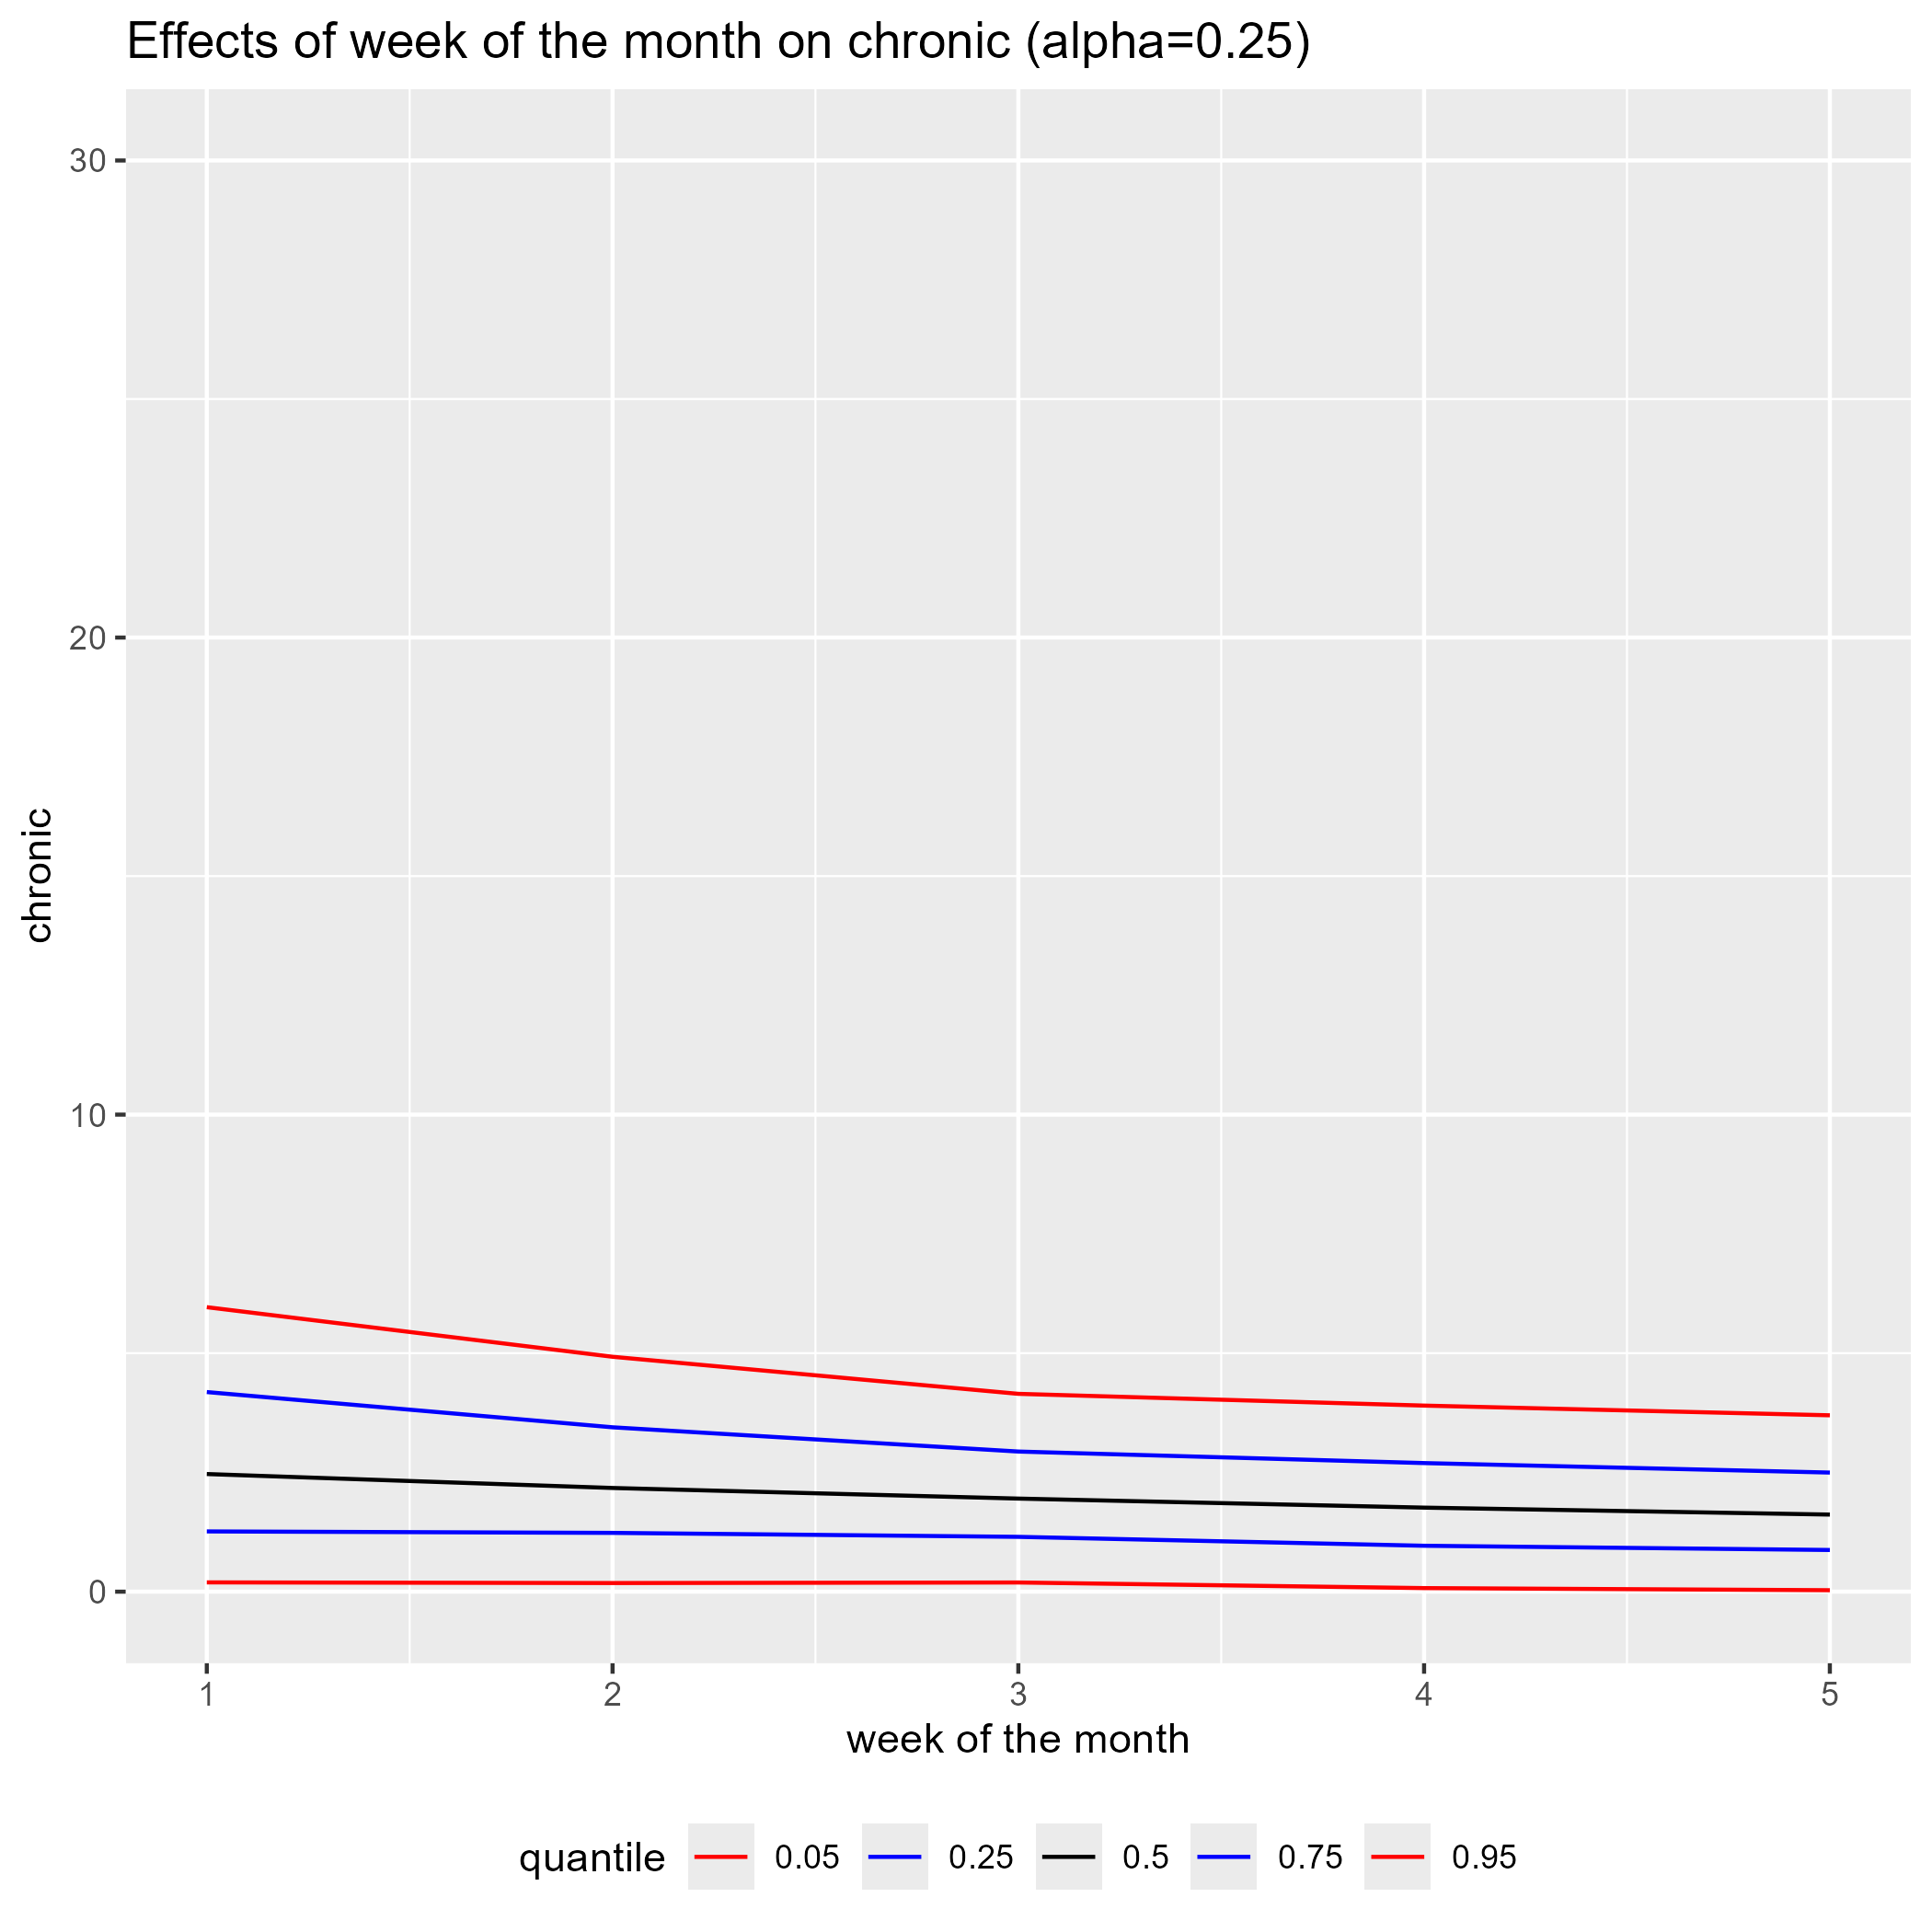 Effects of week of the month on chronic (alpha=0.25)
30
20
10
0
chronic
1 2 3 4 5
week of the month
quantile 0.05 0.25 0.5 0.75 0.95